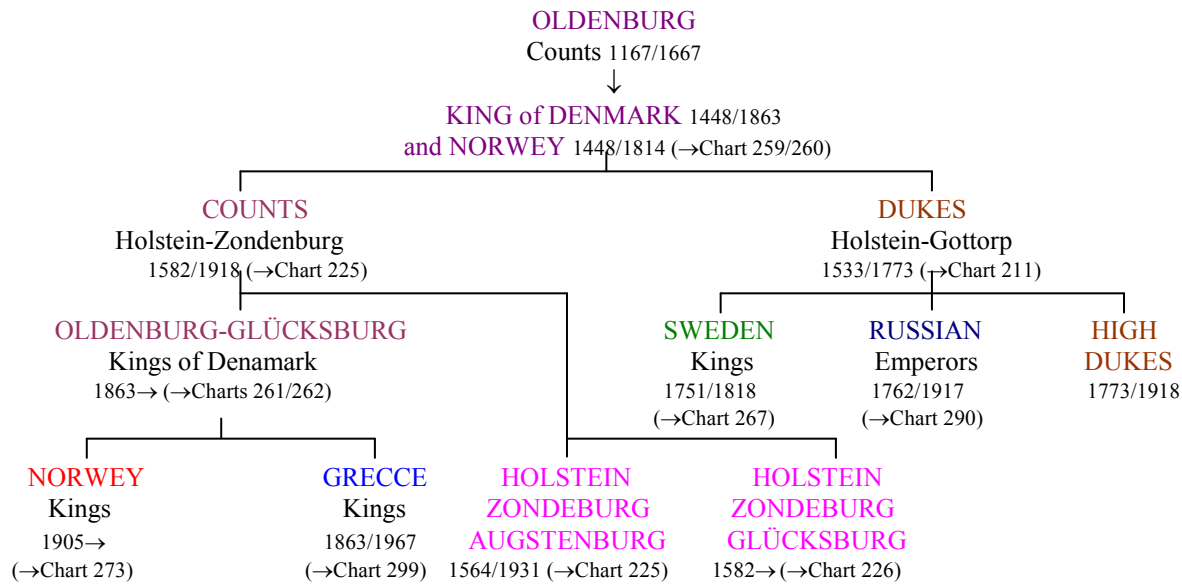 OLDENBURG
Counts 1167/1667
↓
KING of DENMARK 1448/1863
and NORWEY 1448/1814 (→Chart 259/260)
COUNTS
Holstein-Zondenburg
1582/1918 (→Chart 225)
DUKES
Holstein-Gottorp
1533/1773 (→Chart 211)
OLDENBURG-GLÜCKSBURG
Kings of Denamark
1863→ (→Charts 261/262)
SWEDEN
Kings
1751/1818
(→Chart 267)
RUSSIAN
Emperors
1762/1917
(→Chart 290)
HIGH
DUKES
1773/1918
NORWEY
Kings
1905→
(→Chart 273)
GRECCE
Kings
1863/1967
(→Chart 299)
HOLSTEIN
ZONDEBURG
AUGSTENBURG
1564/1931 (→Chart 225)
HOLSTEIN
ZONDEBURG
GLÜCKSBURG
1582→ (→Chart 226)